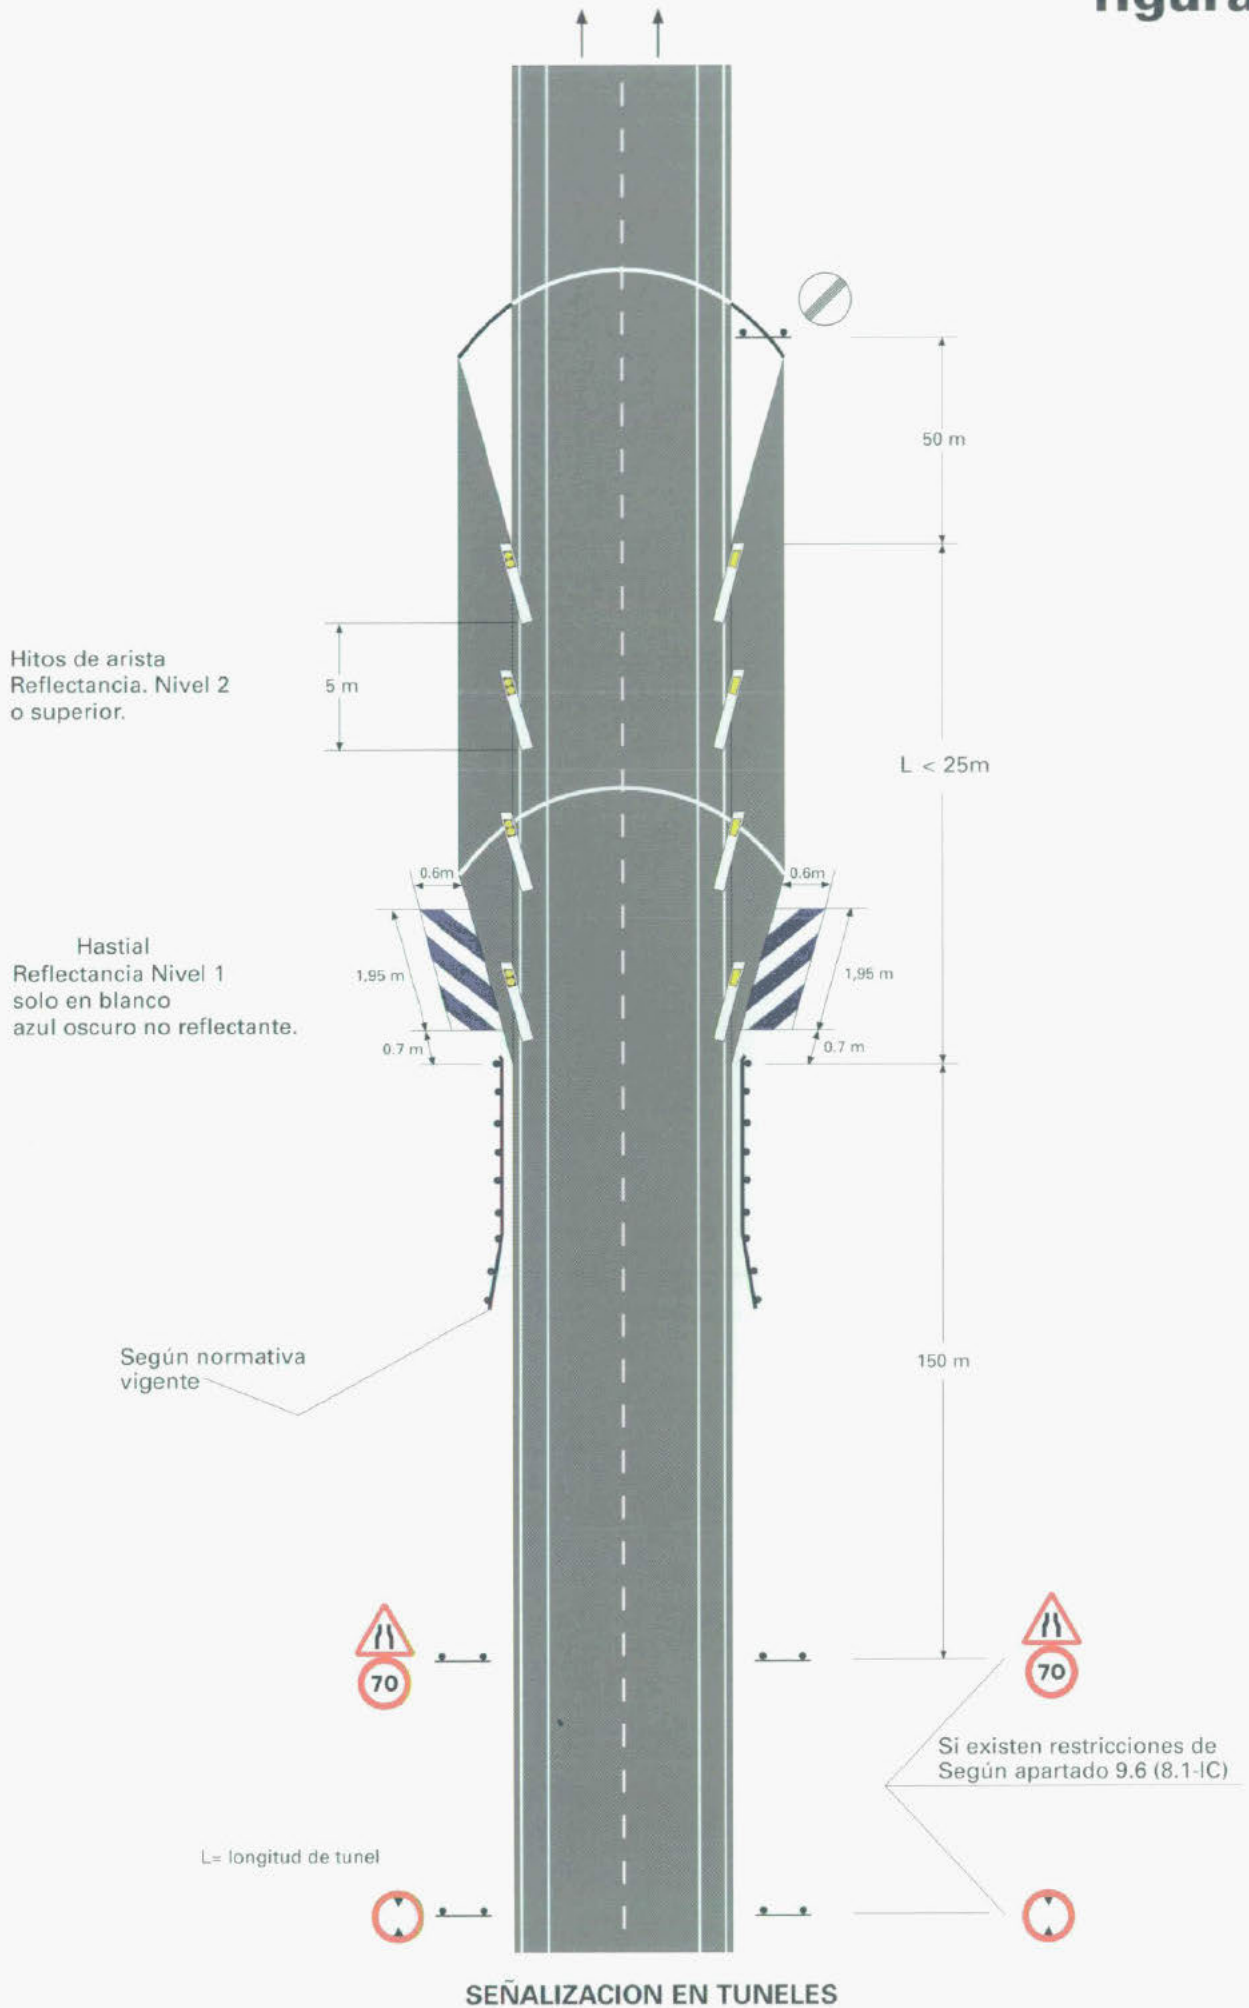 50 m
Hitos de arista
Reflectancia. Nivel 2
o superior.
5 m
L < 25m
0.6m
0.6m
Hastial
Reflectancia Nivel 1
solo en blanco
azul oscuro no reflectante.
1,95 m
1,95 m
0.7 m
0.7 m
Según normativa
vigente
150 m
70
70
Si existen restricciones de
Según apartado 9.6 (8.1-IC)
L= longitud de tunel
SEÑALIZACION EN TUNELES